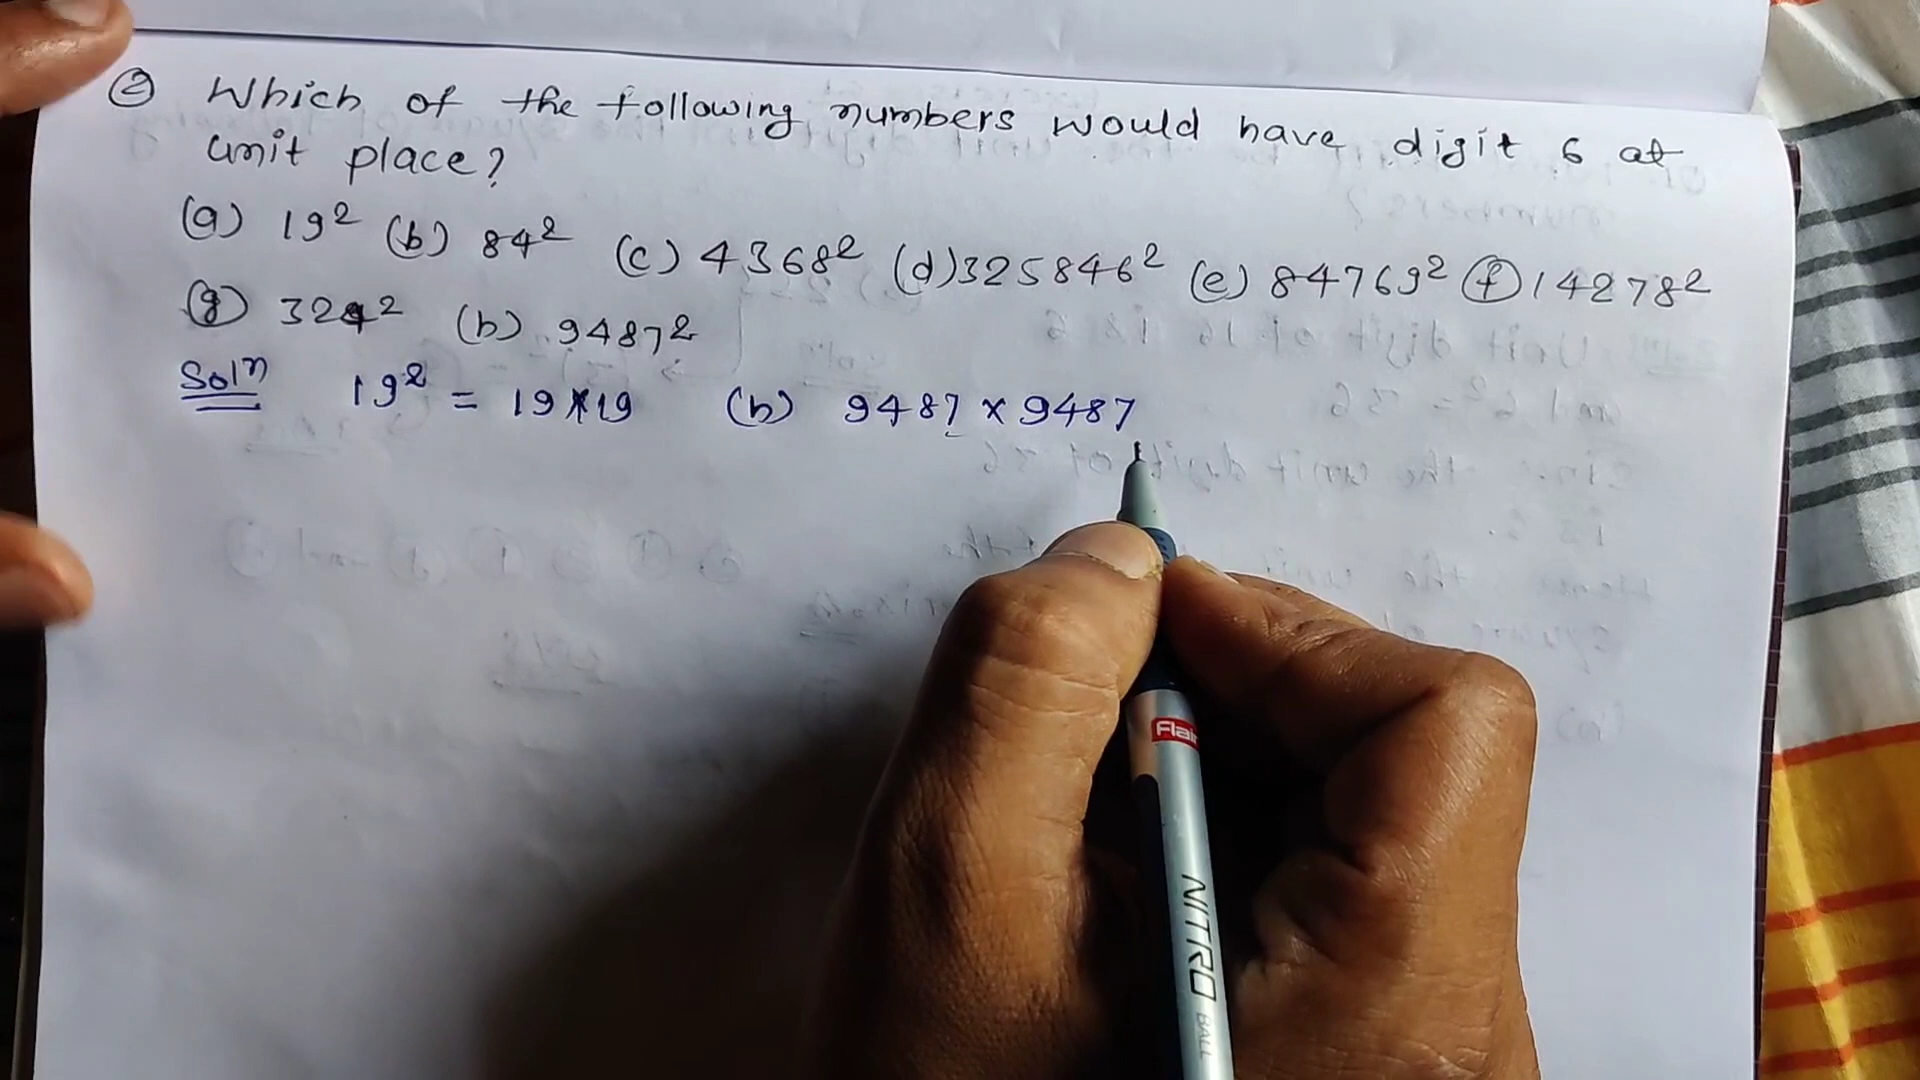 ② Which of the following numbers would have digit 6 at
unit place?
(a) 19² (b) 84² (c) 4368² (d) 325846² (e) 84769² (f) 14278²
(g) 324² (h) 9487²
Solⁿ 19² = 19×19 (h) 9487 × 9487
Flair
NITRO BALL